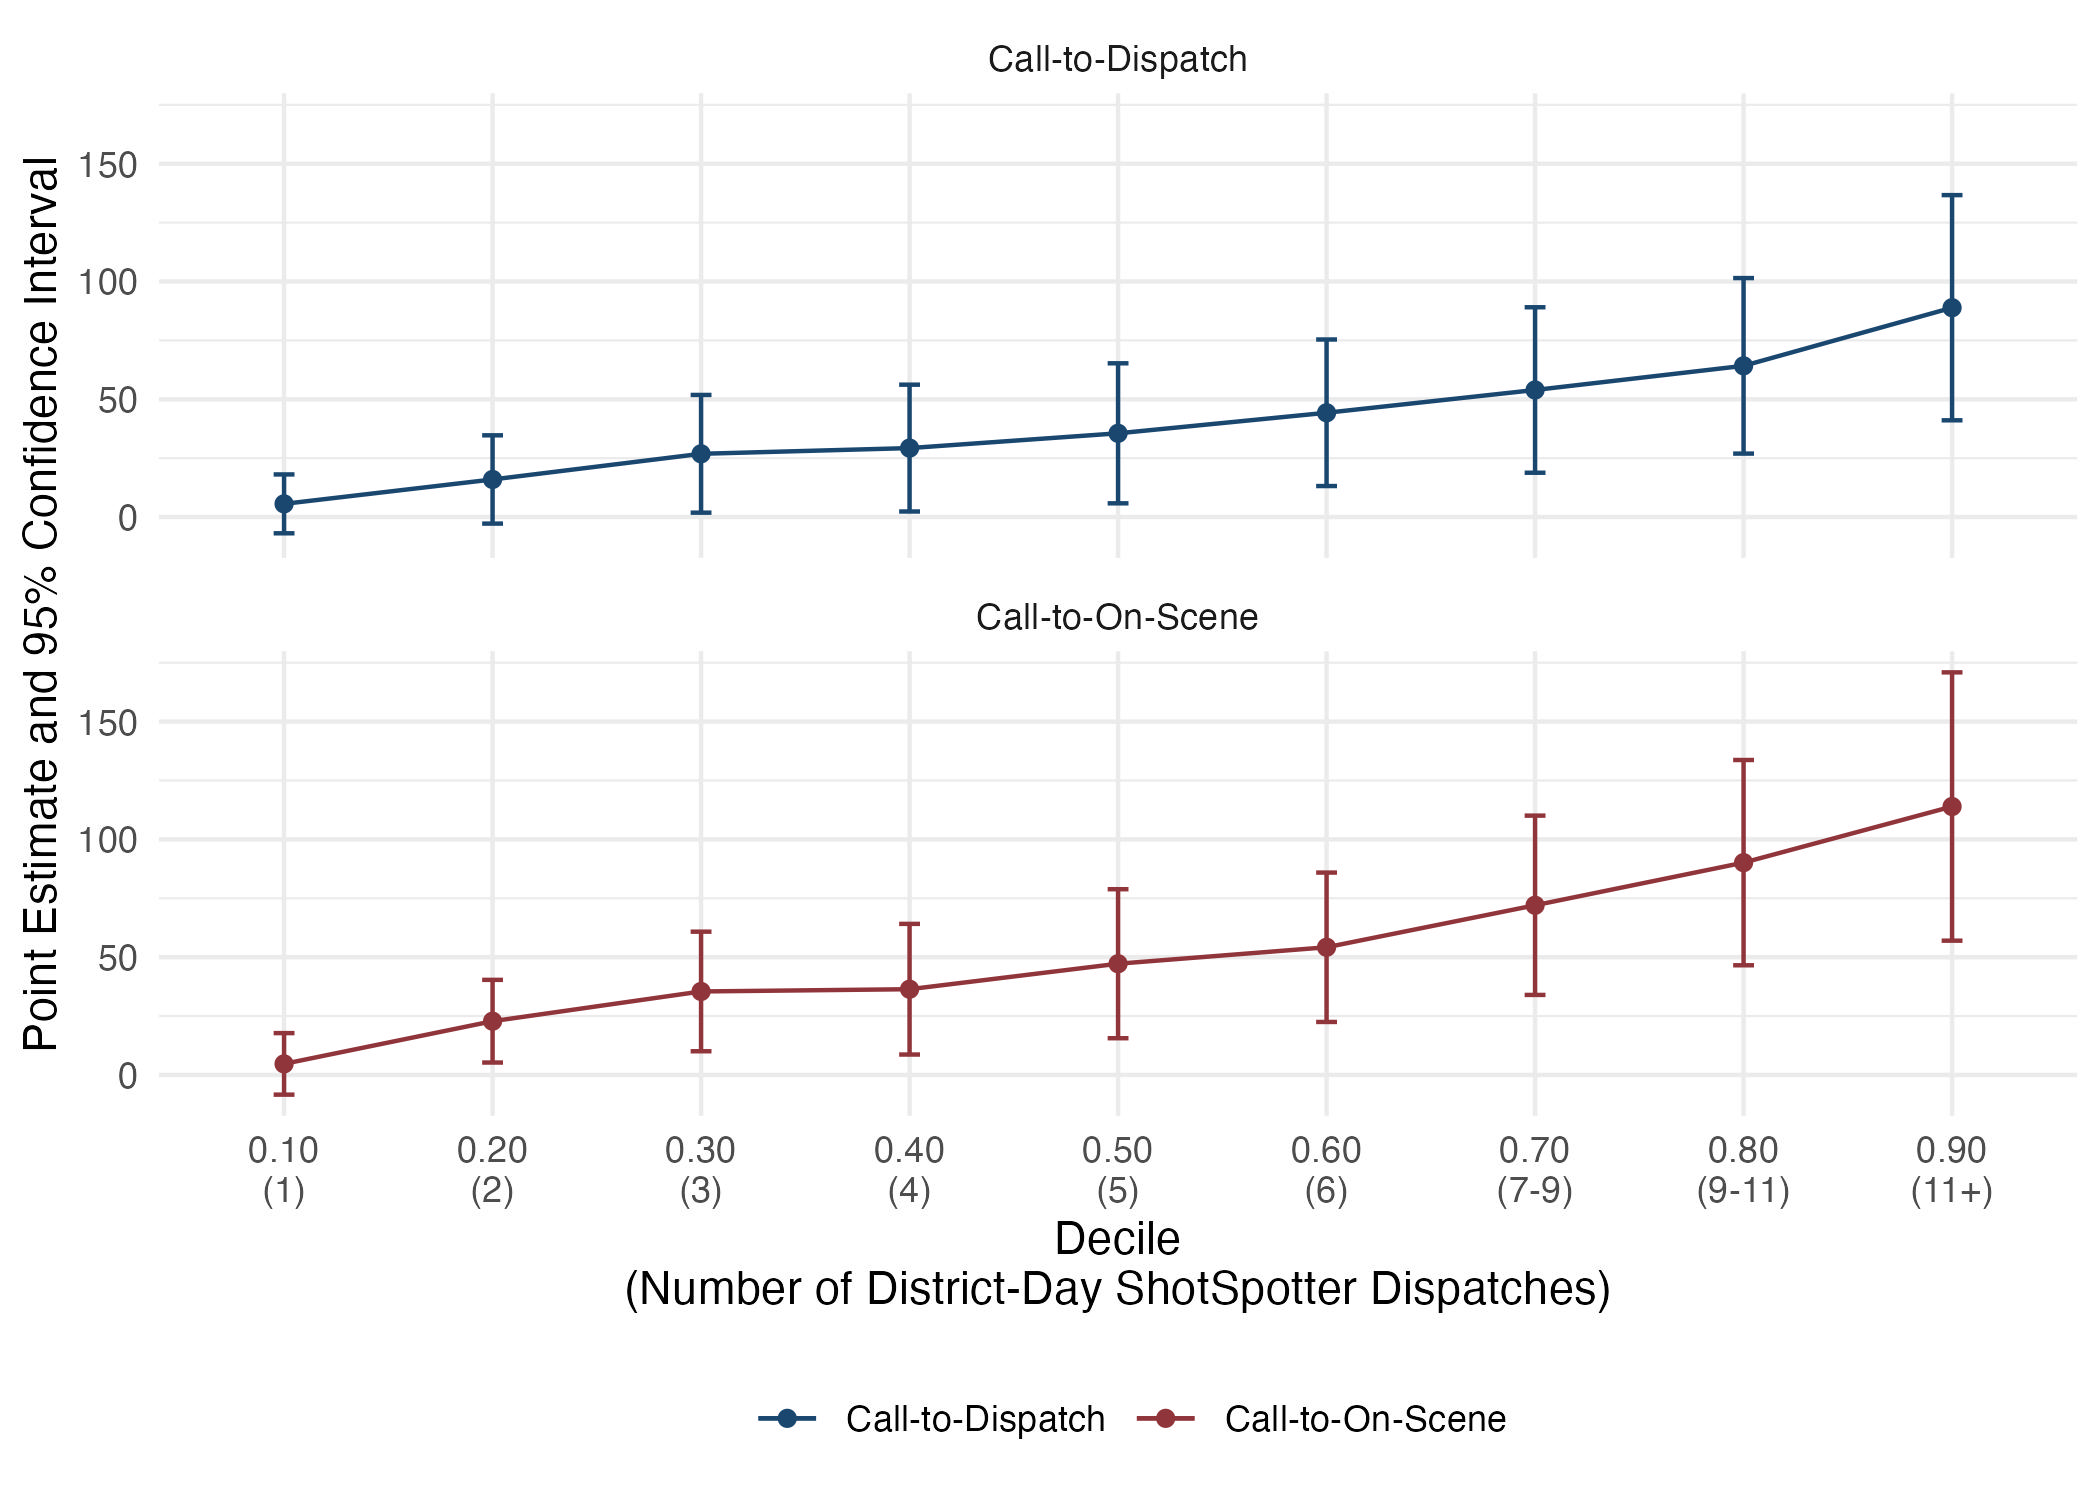 Call-to-Dispatch
150
100
50
0
Call-to-On-Scene
150
100
50
0
Point Estimate and 95% Confidence Interval
0.10 0.20 0.30 0.40 0.50 0.60 0.70 0.80 0.90
(1) (2) (3) (4) (5) (6) (7-9) (9-11) (11+)
Decile
(Number of District-Day ShotSpotter Dispatches)
Call-to-Dispatch Call-to-On-Scene